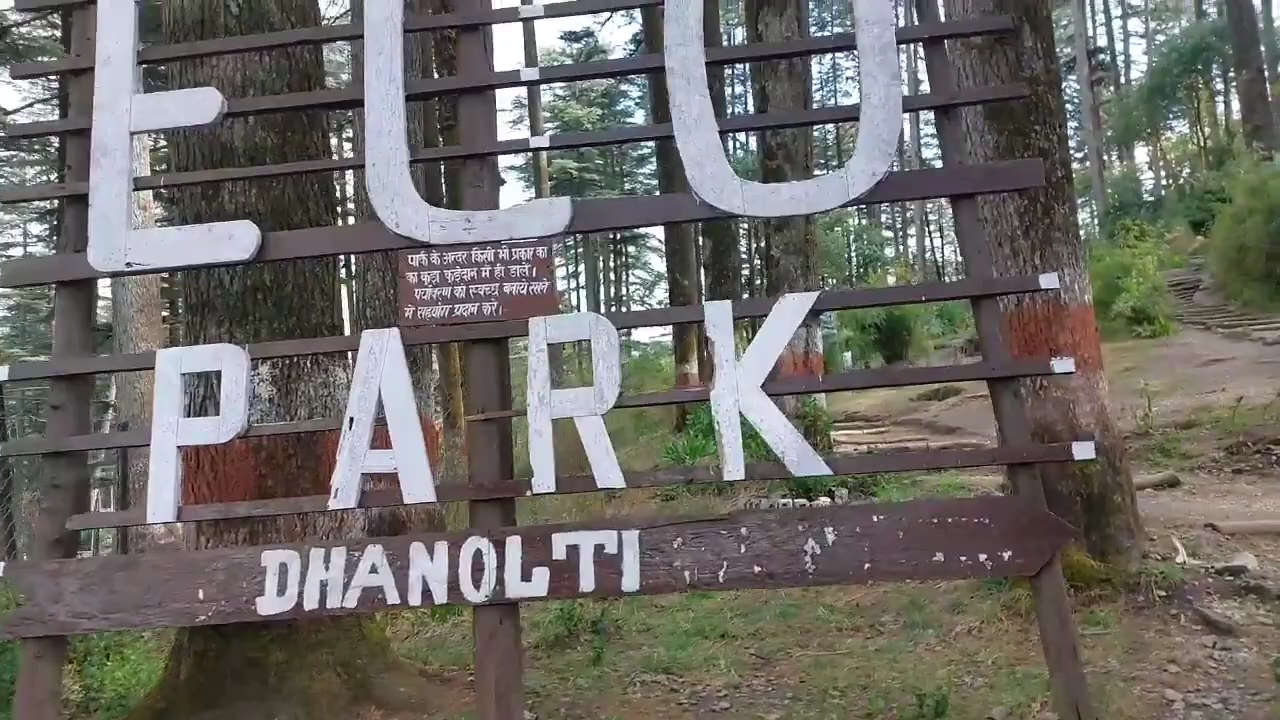 ECO
पार्क के अन्दर किसी भी प्रकार का
का कूड़ा कूड़ेदान में ही डालें।
पर्यावरण को स्वच्छ बनाये रखने
में सहयोग प्रदान करें।
PARK
DHANOLTI